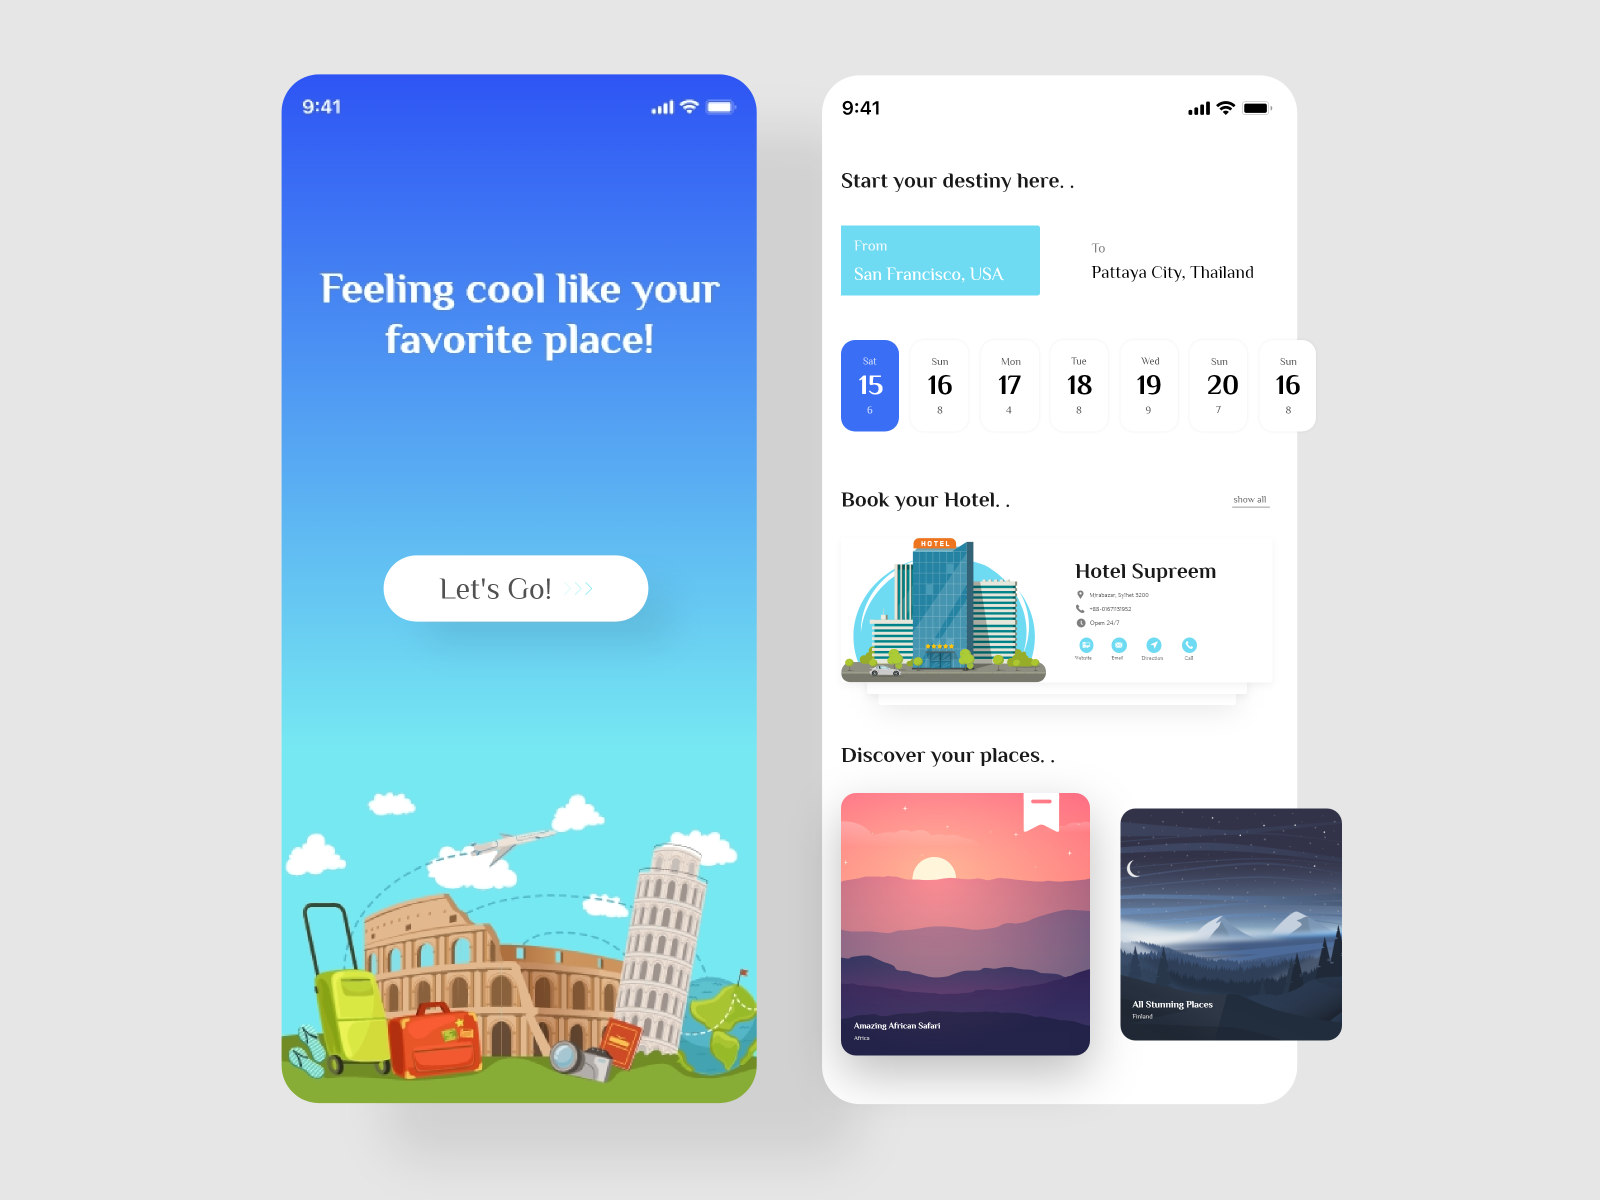 9:41
Feeling cool like your
favorite place!
Let's Go!
9:41
Start your destiny here. .
From
San Francisco, USA
To
Pattaya City, Thailand
Sat
15
6
Sun
16
8
Mon
17
4
Tue
18
8
Wed
19
9
Sun
20
7
Sun
16
8
Book your Hotel. .
show all
HOTEL
Hotel Supreem
Mirabazar, Sylhet 3200
Open 24/7
Website
Email
Direction
Call
Discover your places. .
Amazing African Safari
Africa
All Stunning Places
Finland